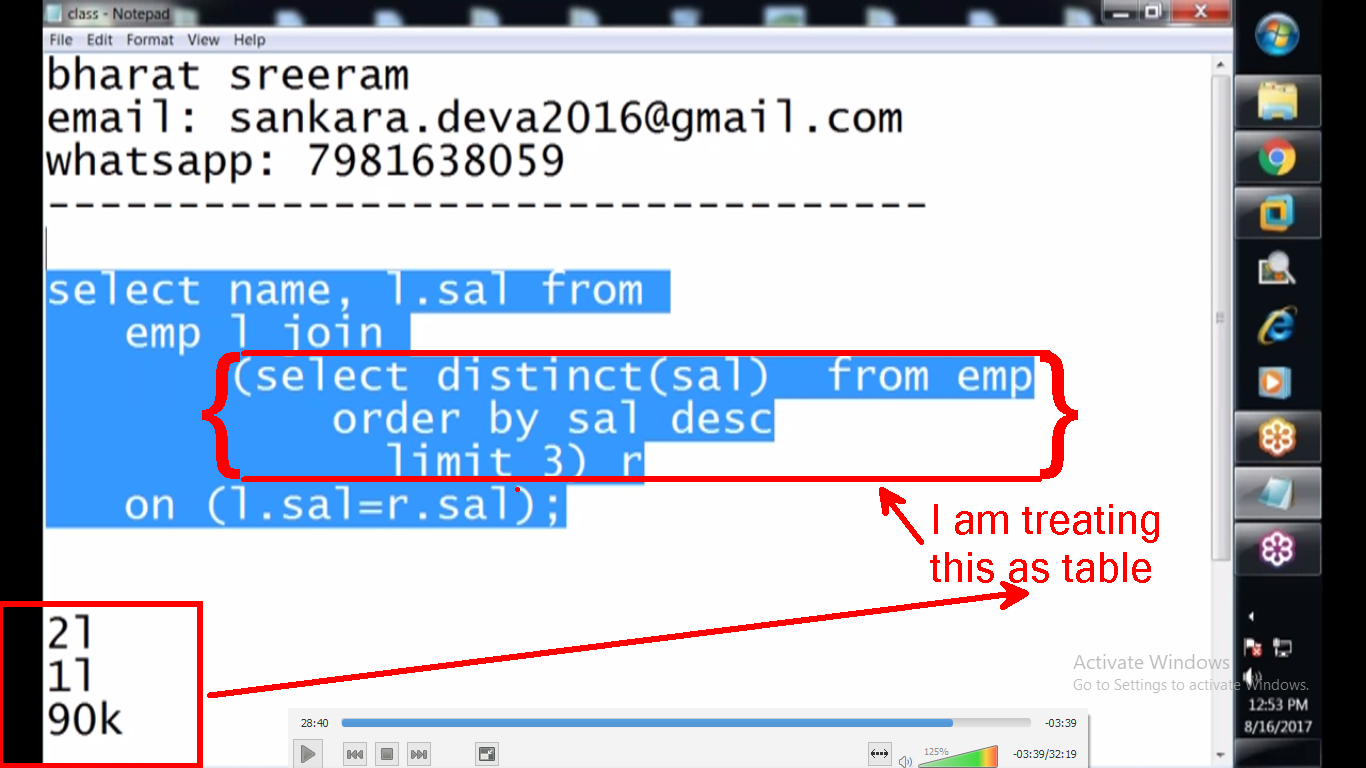 class - Notepad
File Edit Format View Help
bharat sreeram
email: sankara.deva2016@gmail.com
whatsapp: 7981638059
----------------------------------
select name, l.sal from
emp l join
(select distinct(sal) from emp
order by sal desc
limit 3) r
on (l.sal=r.sal);
I am treating
this as table
2l
1l
90k
Activate Windows
Go to Settings to activate Windows.
12:53 PM
8/16/2017
28:40
-03:39
125%
-03:39/32:19